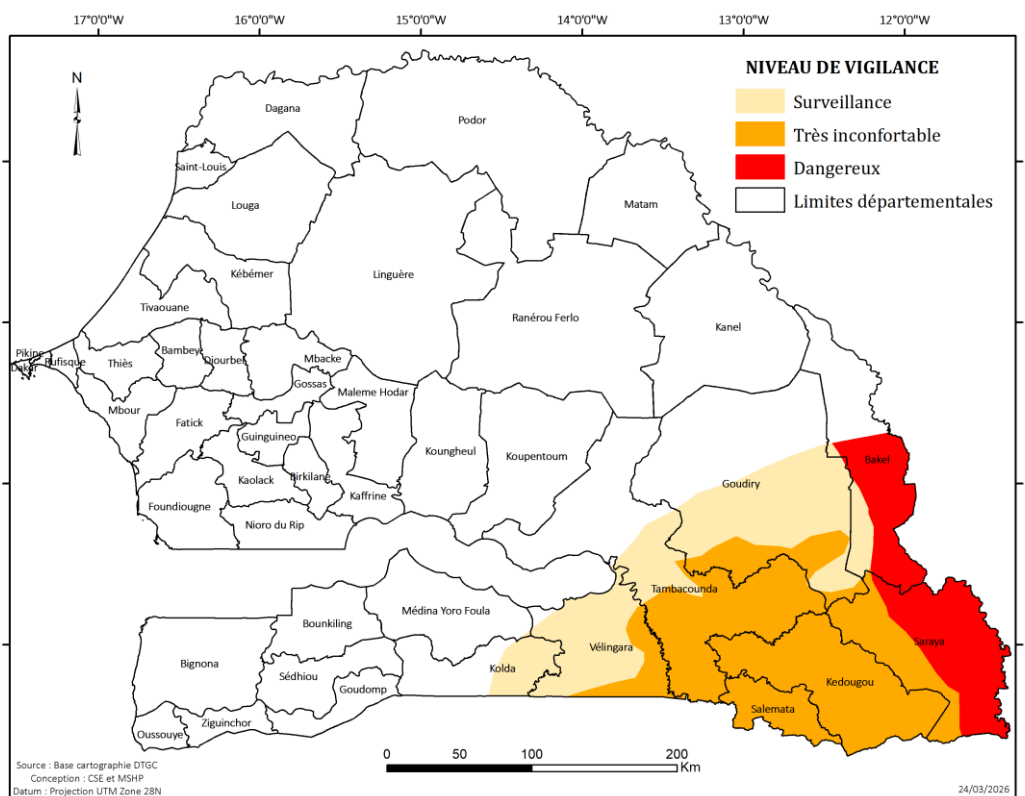 17°0'0"W
16°0'0"W
15°0'0"W
14°0'0"W
13°0'0"W
12°0'0"W
N
NIVEAU DE VIGILANCE
Surveillance
Très inconfortable
Dangereux
Limites départementales
Dagana
Podor
Saint-Louis
Louga
Matam
Kébémer
Linguère
Tivaouane
Ranérou Ferlo
Kanel
Pikine
Dakar
Rufisque
Thiès
Bambey
Diourbel
Mbacke
Gossas
Maleme Hodar
Mbour
Fatick
Guinguineo
Koungheul
Koupentoum
Bakel
Kaolack
Birkilane
Kaffrine
Goudiry
Foundiougne
Nioro du Rip
Tambacounda
Médina Yoro Foula
Bounkiling
Vélingara
Saraya
Bignona
Sédhiou
Goudomp
Kolda
Kedougou
Salemata
Ziguinchor
Oussouye
0 50 100 200
Km
Source : Base cartographie DTGC
Conception : CSE et MSHP
Datum : Projection UTM Zone 28N
24/03/2026